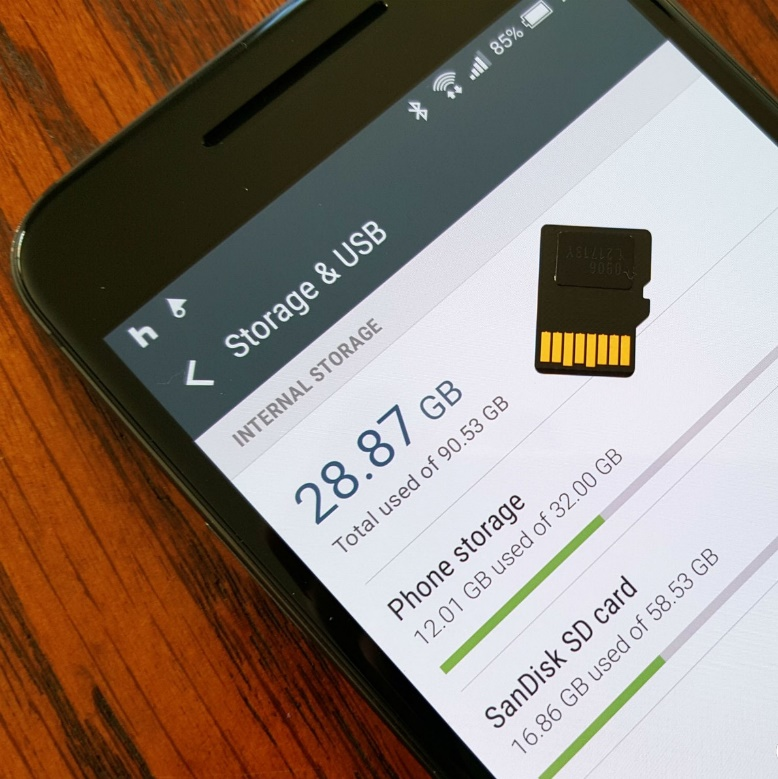 85%
h
Storage & USB
INTERNAL STORAGE
28.87 GB
Total used of 90.53 GB
Phone storage
12.01 GB used of 32.00 GB
SanDisk SD card
16.86 GB used of 58.53 GB